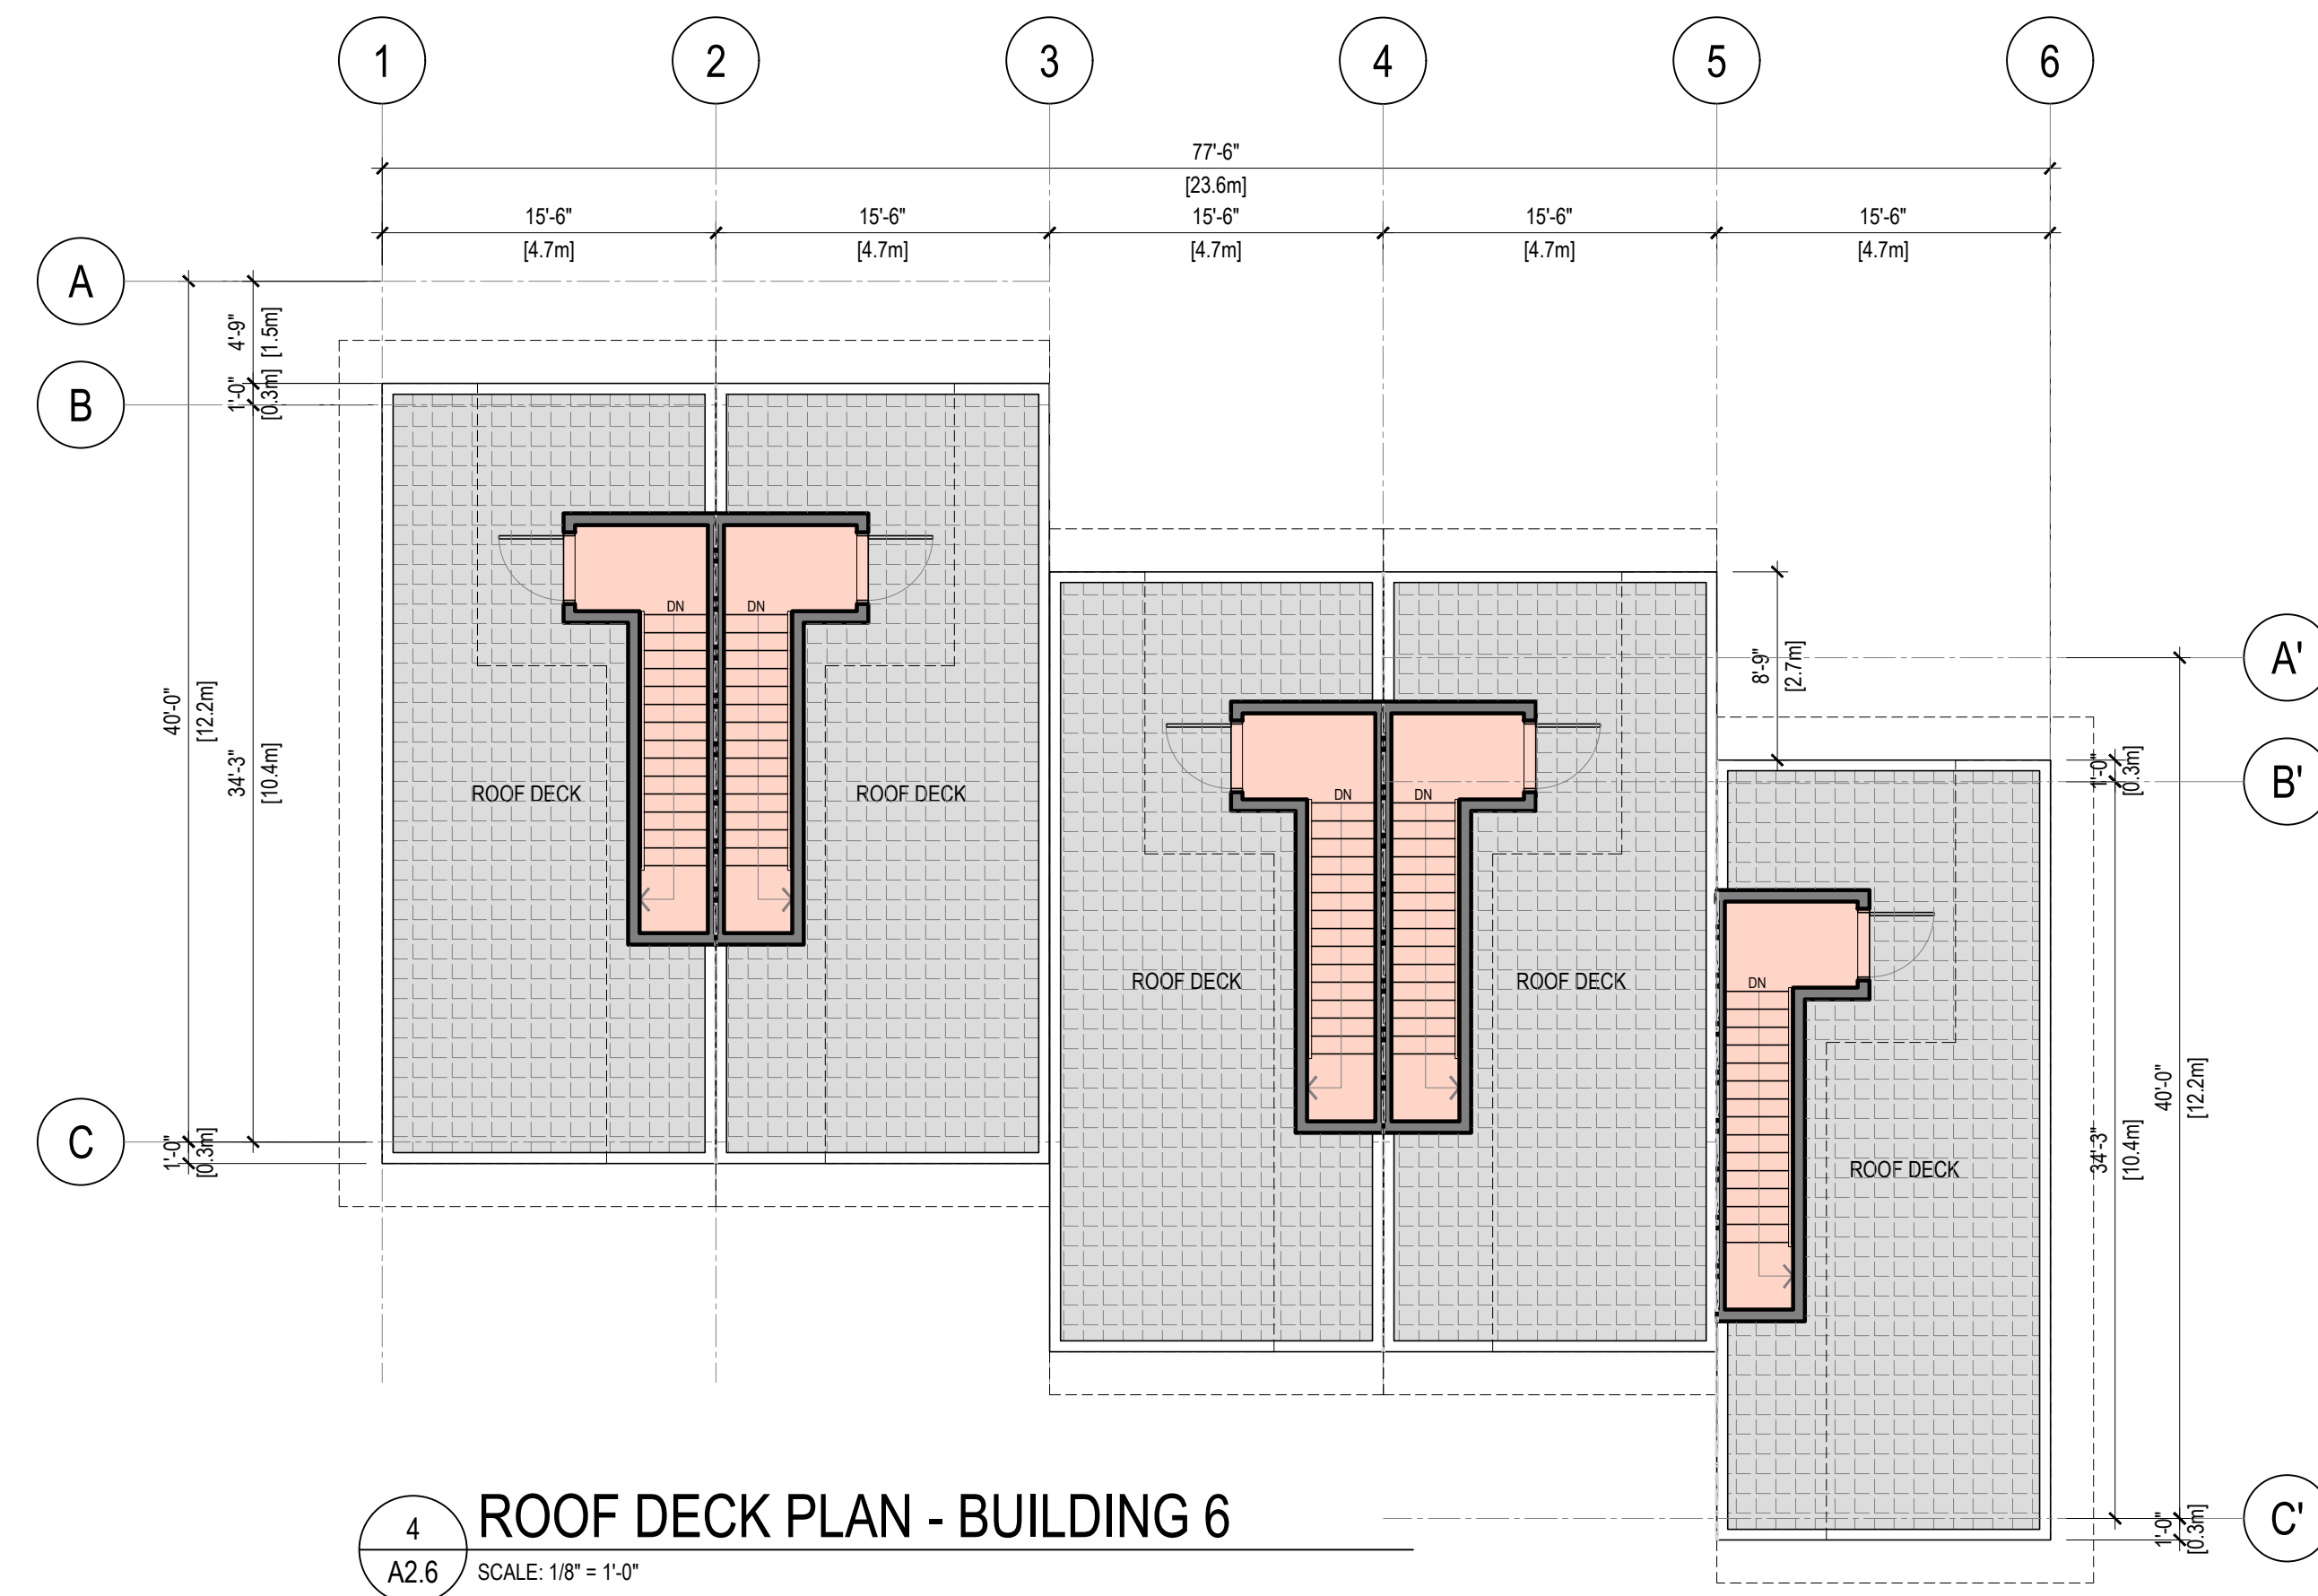 1 2 3 4 5 6
77'-6"
[23.6m]
15'-6" 15'-6" 15'-6" 15'-6" 15'-6"
[4.7m] [4.7m] [4.7m] [4.7m] [4.7m]
A
4'-9"
[1.5m]
B
1'-0"
[0.3m]
40'-0"
[12.2m]
34'-3"
[10.4m]
C
1'-0"
[0.3m]
DN DN
ROOF DECK ROOF DECK
DN DN
ROOF DECK ROOF DECK
8'-9"
[2.7m]
A'
1'-0"
[0.3m]
B'
DN
ROOF DECK
40'-0"
[12.2m]
34'-3"
[10.4m]
1'-0"
[0.3m]
C'
4
A2.6
ROOF DECK PLAN - BUILDING 6
SCALE: 1/8" = 1'-0"